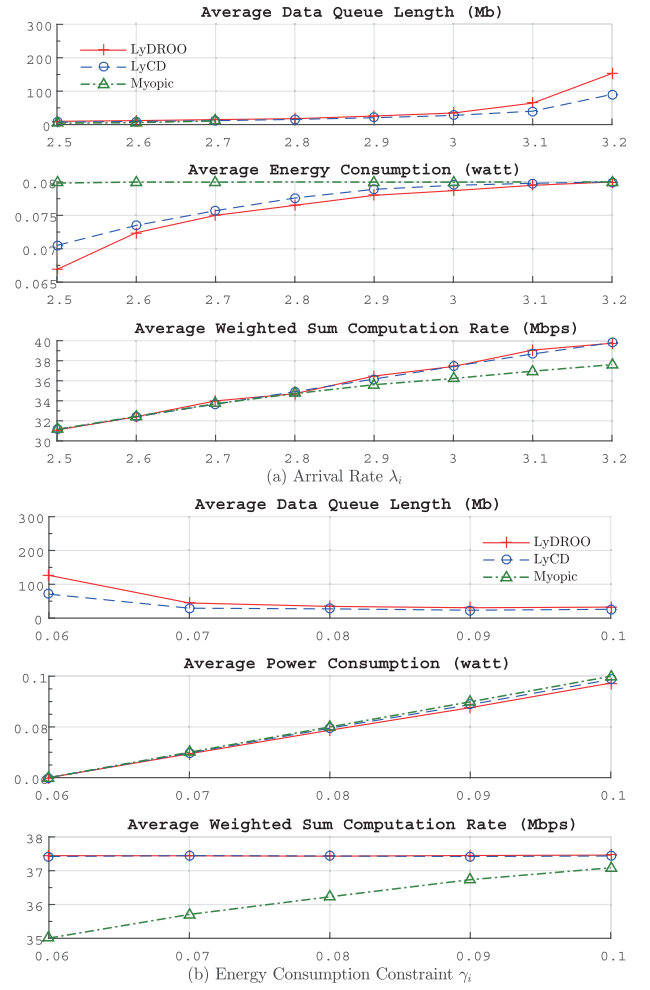 Average Data Queue Length (Mb)
300
200
100
0
LyDROO
LyCD
Myopic
2.5 2.6 2.7 2.8 2.9 3 3.1 3.2
Average Energy Consumption (watt)
0.08
0.075
0.07
0.065
2.5 2.6 2.7 2.8 2.9 3 3.1 3.2
Average Weighted Sum Computation Rate (Mbps)
40
38
36
34
32
30
2.5 2.6 2.7 2.8 2.9 3 3.1 3.2
(a) Arrival Rate λi
Average Data Queue Length (Mb)
300
200
100
0
LyDROO
LyCD
Myopic
0.06 0.07 0.08 0.09 0.1
Average Power Consumption (watt)
0.1
0.08
0.06
0.06 0.07 0.08 0.09 0.1
Average Weighted Sum Computation Rate (Mbps)
38
37
36
35
0.06 0.07 0.08 0.09 0.1
(b) Energy Consumption Constraint γi